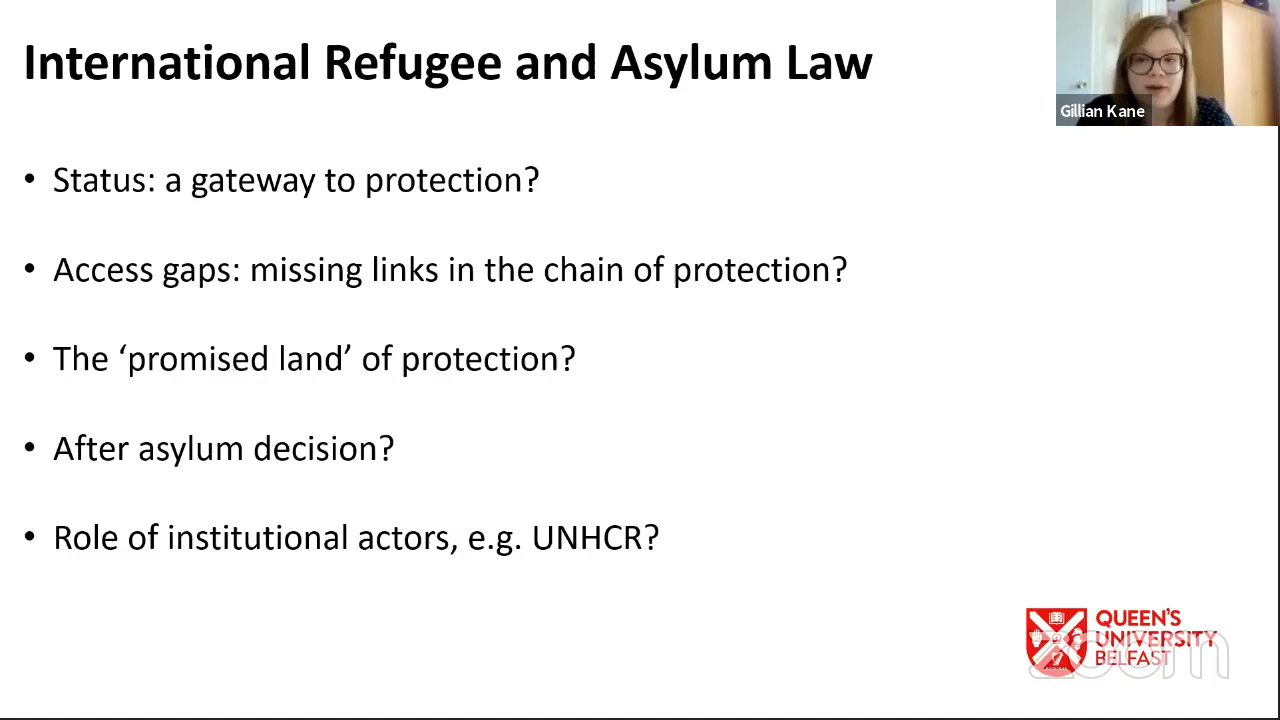 International Refugee and Asylum Law
Gillian Kane
• Status: a gateway to protection?
• Access gaps: missing links in the chain of protection?
• The ‘promised land’ of protection?
• After asylum decision?
• Role of institutional actors, e.g. UNHCR?
QUEEN'S
UNIVERSITY
BELFAST
zoom